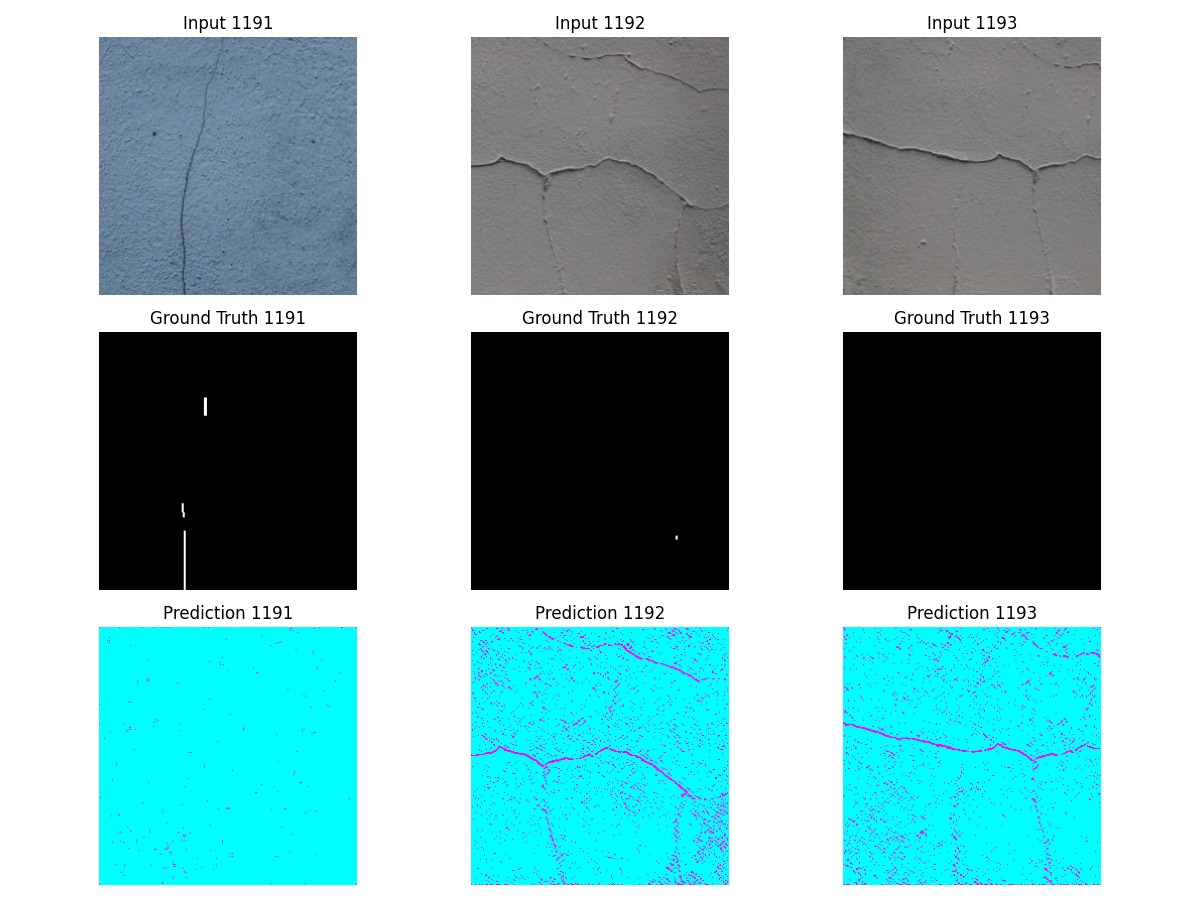 Input 1191
Input 1192
Input 1193
Ground Truth 1191
Ground Truth 1192
Ground Truth 1193
Prediction 1191
Prediction 1192
Prediction 1193